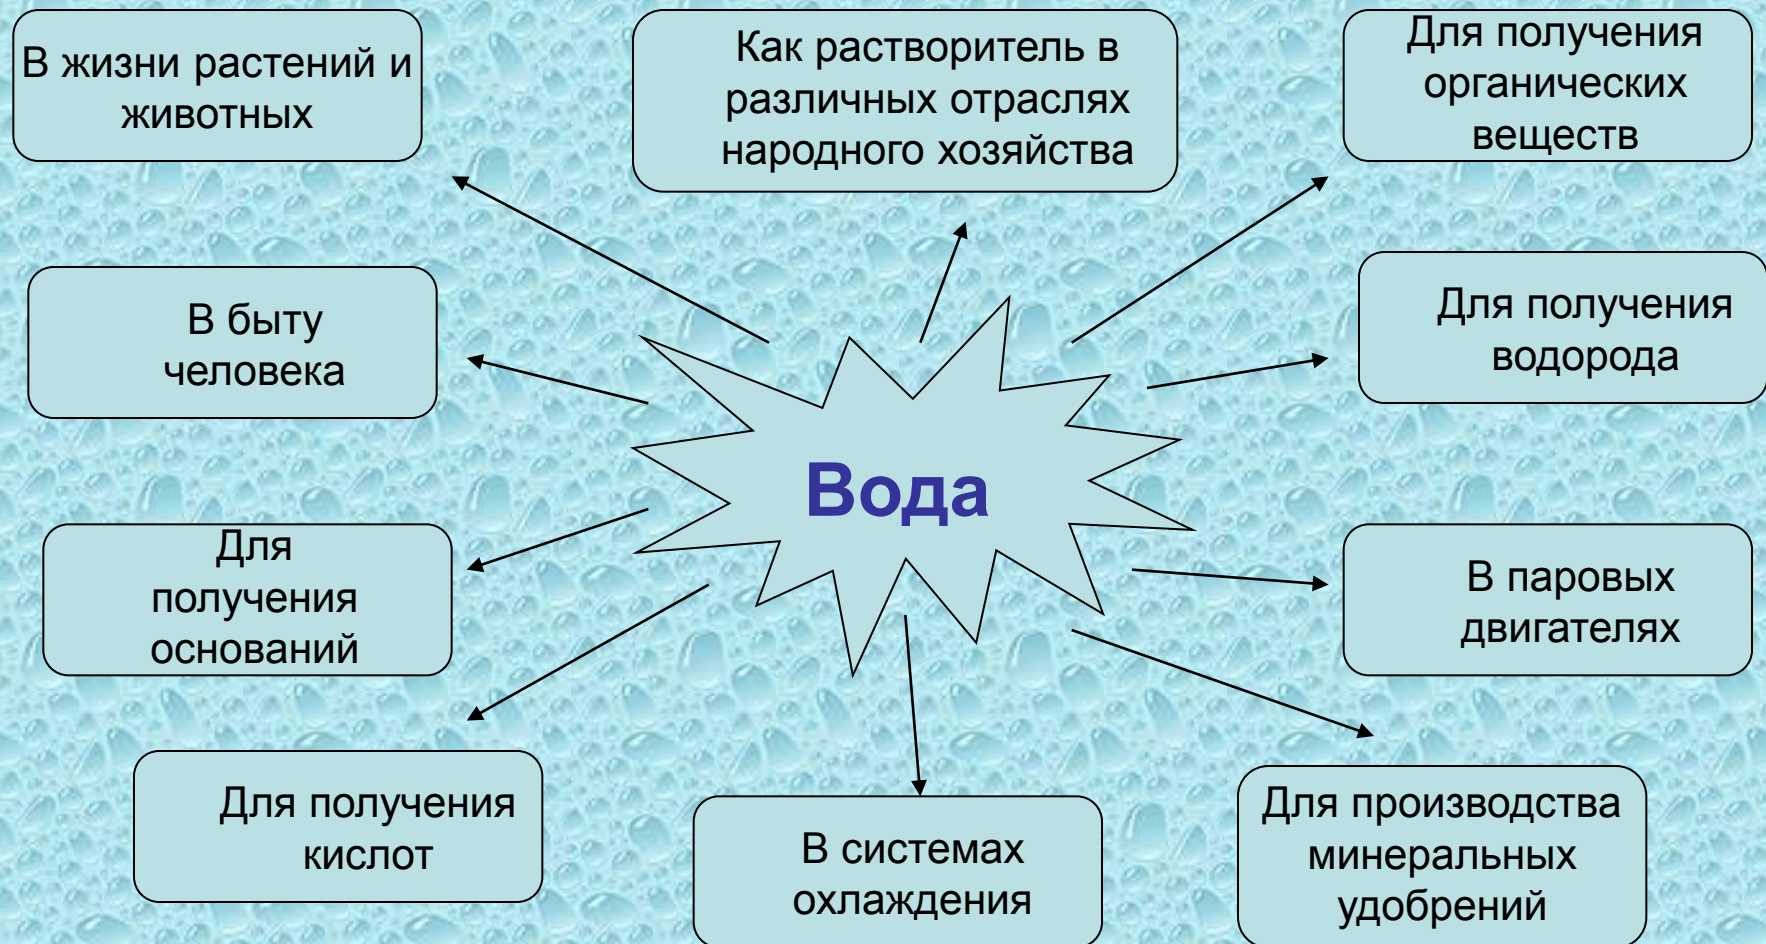 В жизни растений и
животных
Как растворитель в
различных отраслях
народного хозяйства
Для получения
органических
веществ
В быту
человека
Для получения
водорода
Вода
Для
получения
оснований
В паровых
двигателях
Для получения
кислот
В системах
охлаждения
Для производства
минеральных
удобрений